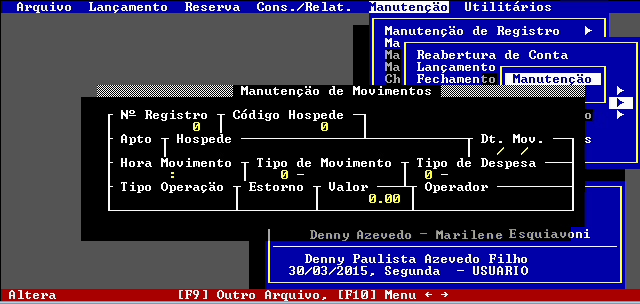 Arquivo Lançamento Reserva Cons./Relat. Manutenção Utilitários
Manutenção de Registro
Ma
Reabertura de Conta
Ma
Lançamento
Ch
Fechamento
Manutenção
Manutenção de Movimentos
Nº Registro Código Hospede
0 0
o
Apto Hospede Dt. Mov.
s
/ /
Hora Movimento Tipo de Movimento Tipo de Despesa
: 0 - 0 -
Tipo Operação Estorno Valor Operador
0.00
Denny Azevedo - Marilene Esquiavoni
Denny Paulista Azevedo Filho
30/03/2015, Segunda - USUARIO
Altera [F9] Outro Arquivo, [F10] Menu ← →